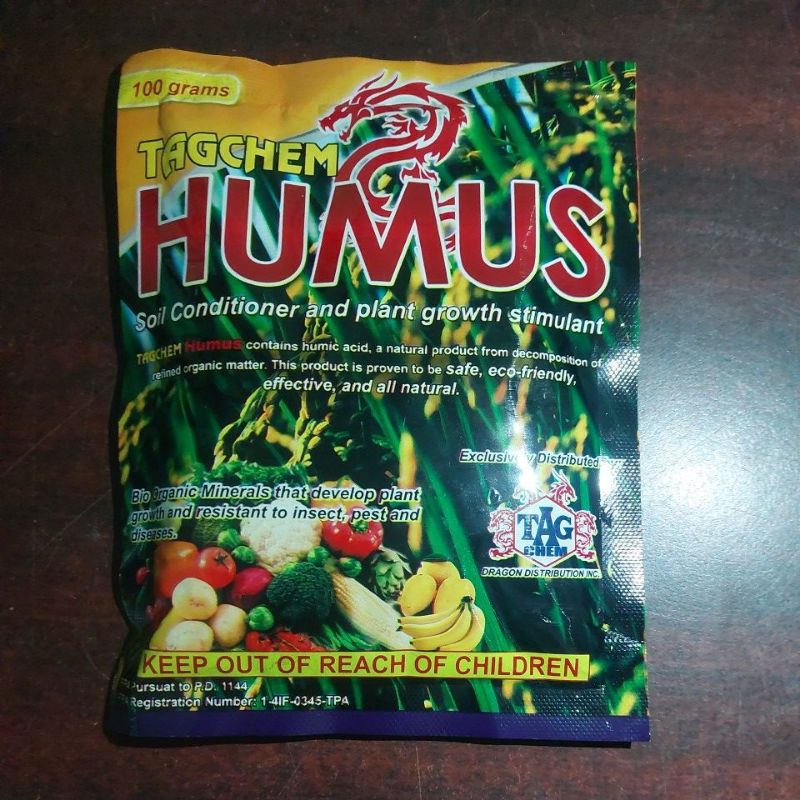 100 grams
TAGCHEM
HUMUS
Soil Conditioner and plant growth stimulant
TAGCHEM Humus contains humic acid, a natural product from decomposition of
refined organic matter. This product is proven to be safe, eco-friendly,
effective, and all natural.
Exclusively Distributed
Bio Organic Minerals that develop plant
growth and resistant to insect, pest and
diseases.
TAG
CHEM
DRAGON DISTRIBUTION INC.
KEEP OUT OF REACH OF CHILDREN
Pursuat to P.D. 1144
Registration Number: 1-4IF-0345-TPA